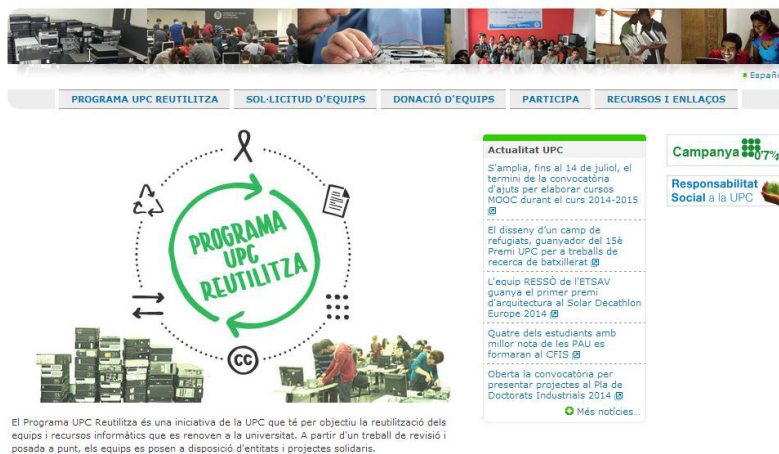 Españo
PROGRAMA UPC REUTILITZA
SOL·LICITUD D'EQUIPS
DONACIÓ D'EQUIPS
PARTICIPA
RECURSOS I ENLLAÇOS
PROGRAMA
UPC
REUTILITZA
CC
El Programa UPC Reutilitza és una iniciativa de la UPC que té per objectiu la reutilització dels
equips i recursos informàtics que es renoven a la universitat. A partir d'un treball de revisió i
posada a punt, els equips es posen a disposició d'entitats i projectes solidaris.
Actualitat UPC
S'amplia, fins al 14 de juliol, el
termini de la convocatòria
d'ajuts per elaborar cursos
MOOC durant el curs 2014-2015
El disseny d'un camp de
refugiats, guanyador del 15è
Premi UPC per a treballs de
recerca de batxillerat
L'equip RESSÒ de l'ETSAV
guanya el primer premi
d'arquitectura al Solar Decathlon
Europe 2014
Quatre dels estudiants amb
millor nota de les PAU es
formaran al CFIS
Oberta la convocatòria per
presentar projectes al Pla de
Doctorats Industrials 2014
Més notícies...
Campanya 0'7%
Responsabilitat
Social a la UPC